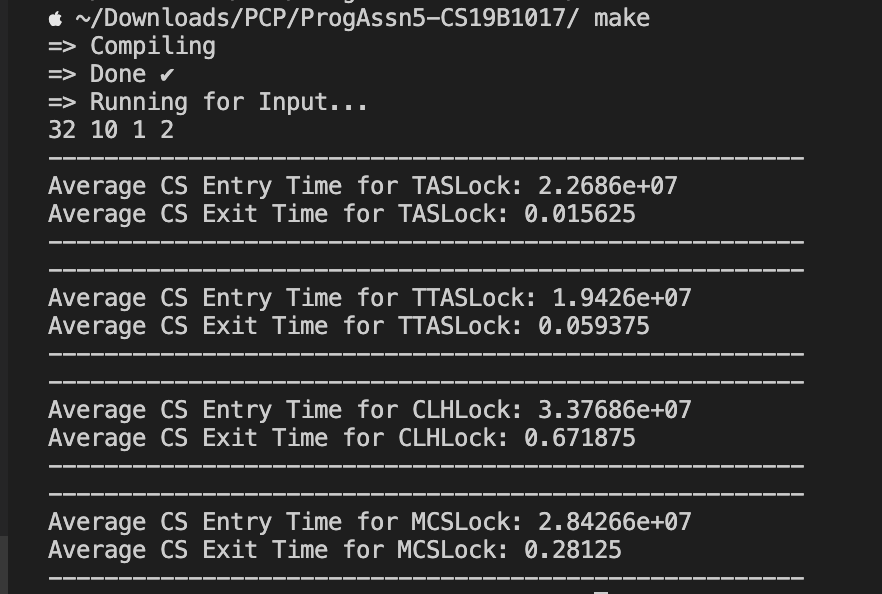 ~/Downloads/PCP/ProgAssn5-CS19B1017/ make
=> Compiling
=> Done ✔
=> Running for Input...
32 10 1 2
------------------------------------------------------
Average CS Entry Time for TASLock: 2.2686e+07
Average CS Exit Time for TASLock: 0.015625
------------------------------------------------------
------------------------------------------------------
Average CS Entry Time for TTASLock: 1.9426e+07
Average CS Exit Time for TTASLock: 0.059375
------------------------------------------------------
------------------------------------------------------
Average CS Entry Time for CLHLock: 3.37686e+07
Average CS Exit Time for CLHLock: 0.671875
------------------------------------------------------
------------------------------------------------------
Average CS Entry Time for MCSLock: 2.84266e+07
Average CS Exit Time for MCSLock: 0.28125
------------------------------------------------------